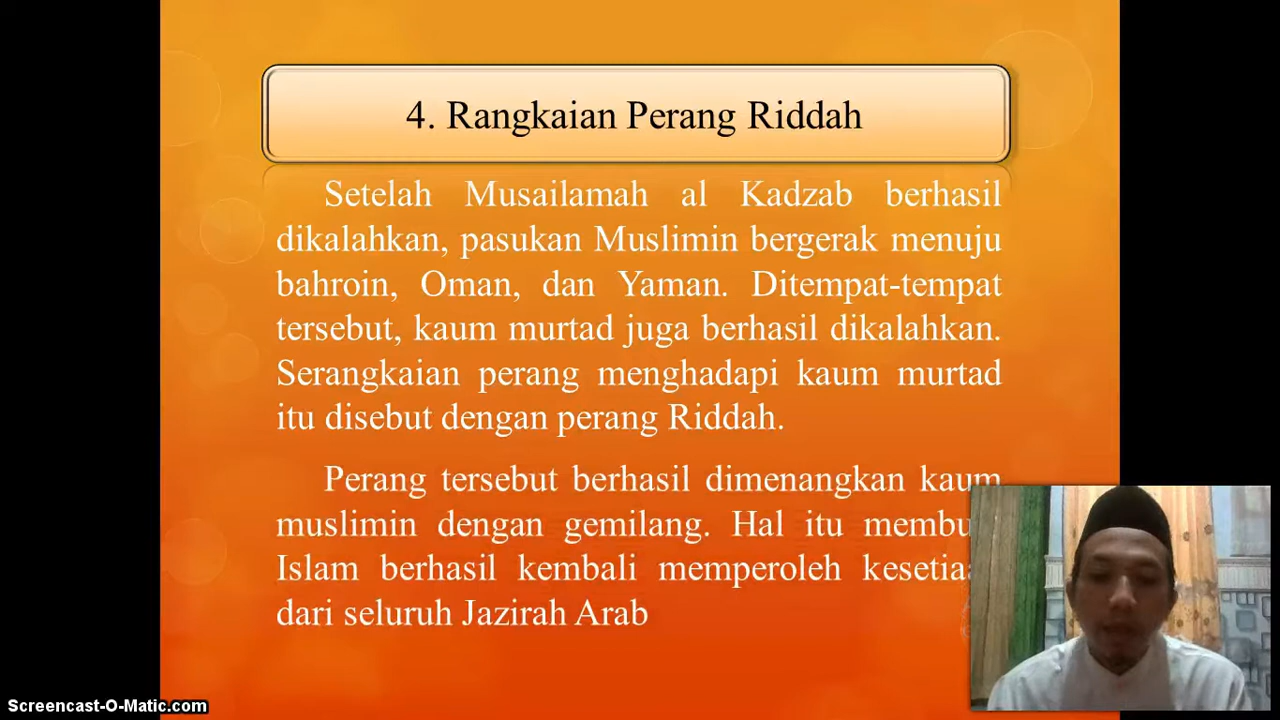 4. Rangkaian Perang Riddah
Setelah Musailamah al Kadzab berhasil
dikalahkan, pasukan Muslimin bergerak menuju
bahroin, Oman, dan Yaman. Ditempat-tempat
tersebut, kaum murtad juga berhasil dikalahkan.
Serangkaian perang menghadapi kaum murtad
itu disebut dengan perang Riddah.
Perang tersebut berhasil dimenangkan kaum
muslimin dengan gemilang. Hal itu
Islam berhasil kembali memperoleh
dari seluruh Jazirah Arab
Screencast-O-Matic.com